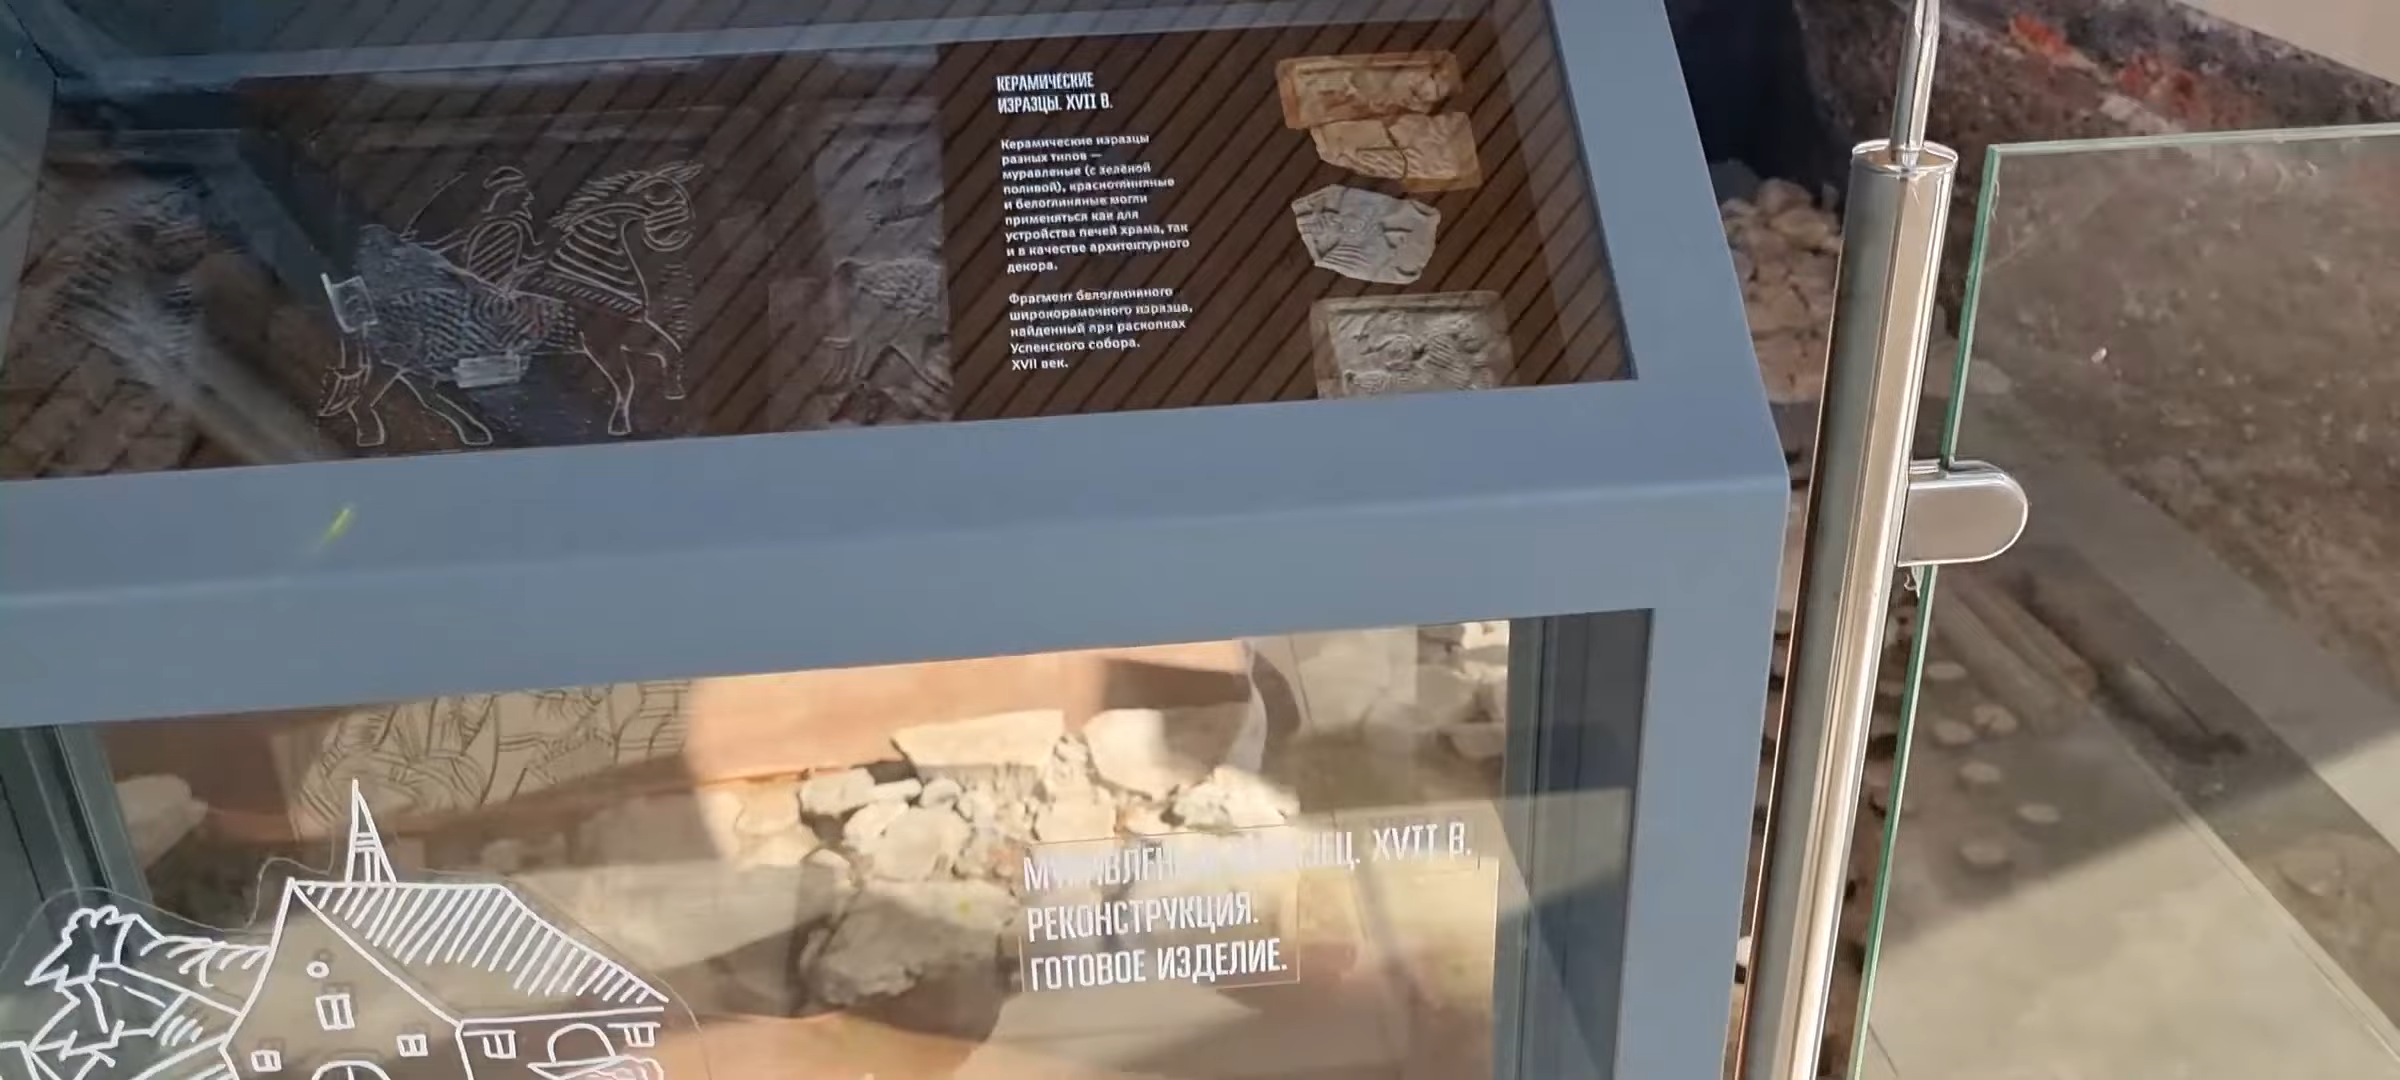 КЕРАМИЧЕСКИЕ
ИЗРАЗЦЫ. XVII В.
Керамические изразцы
разных типов —
муравленые (с зелёной
поливой), красноглиняные
и белоглиняные могли
применяться как для
устройства печей храма, так
и в качестве архитектурного
декора.
Фрагмент белоглиняного
широкорамочного изразца,
найденный при раскопках
Успенского собора.
XVII век.
XVII В.
РЕКОНСТРУКЦИЯ.
ГОТОВОЕ ИЗДЕЛИЕ.